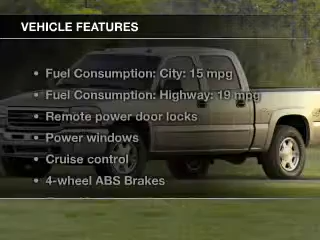 VEHICLE FEATURES
• Fuel Consumption: City: 15 mpg
• Fuel Consumption: Highway: 19 mpg
• Remote power door locks
• Power windows
• Cruise control
• 4-wheel ABS Brakes